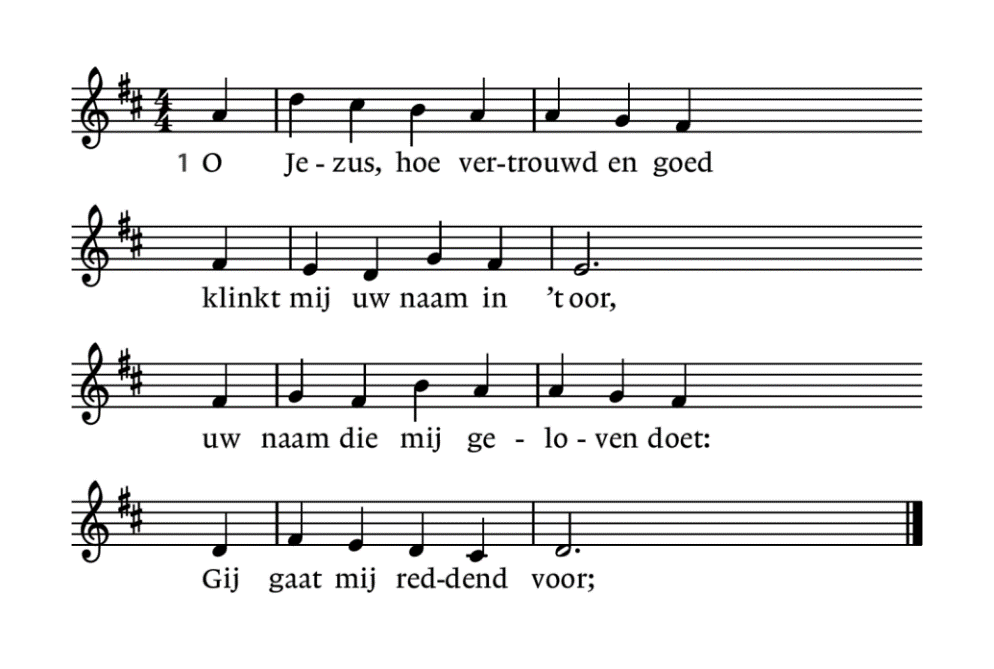 1 O Je - zus, hoe ver-trouwd en goed
klinkt mij uw naam in ’t oor,
uw naam die mij ge - lo - ven doet:
Gij gaat mij red-dend voor;